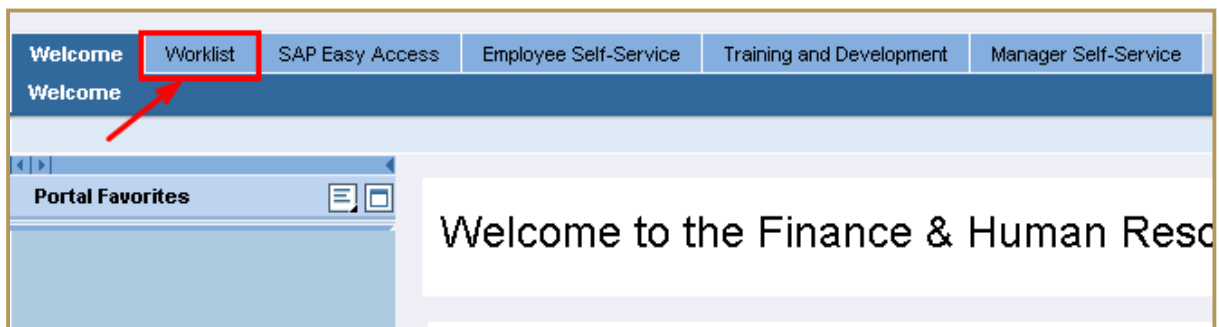 Welcome Worklist SAP Easy Access Employee Self-Service Training and Development Manager Self-Service
Welcome
Portal Favorites
Welcome to the Finance & Human